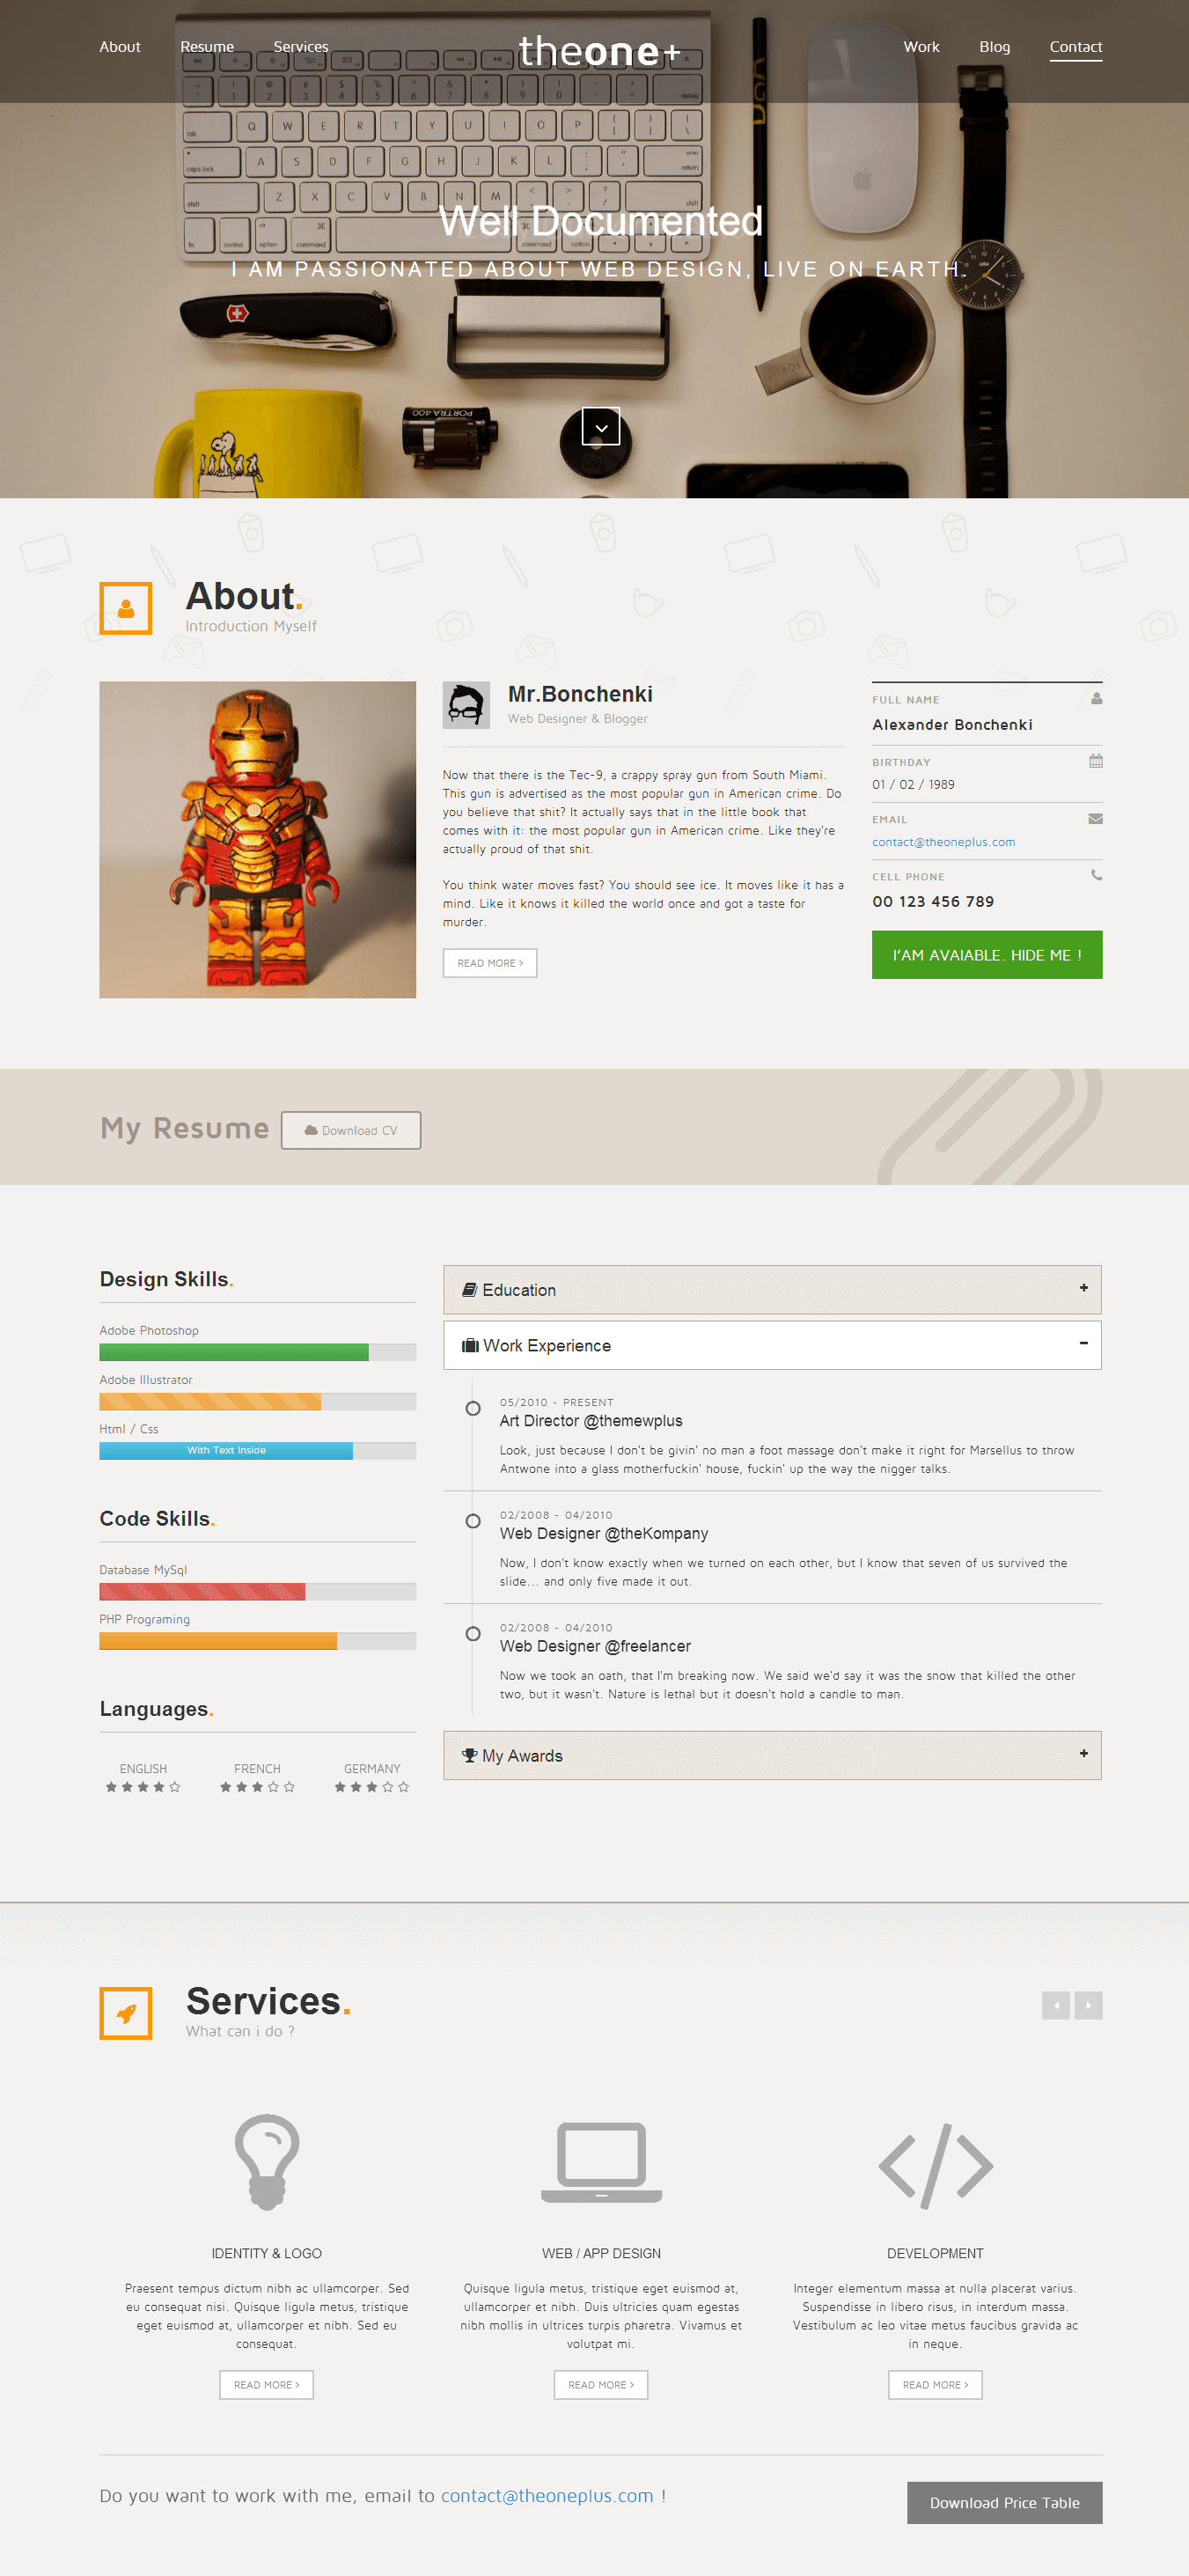 About Resume Services theone+ Work Blog Contact
Well Documented
I AM PASSIONATED ABOUT WEB DESIGN, LIVE ON EARTH.
PORTRA 400
About.
Introduction Myself
Mr.Bonchenki
Web Designer & Blogger
Now that there is the Tec-9, a crappy spray gun from South Miami.
This gun is advertised as the most popular gun in American crime. Do
you believe that shit? It actually says that in the little book that
comes with it: the most popular gun in American crime. Like they're
actually proud of that shit.
You think water moves fast? You should see ice. It moves like it has a
mind. Like it knows it killed the world once and got a taste for
murder.
READ MORE >
FULL NAME
Alexander Bonchenki
BIRTHDAY
01 / 02 / 1989
EMAIL
contact@theoneplus.com
CELL PHONE
00 123 456 789
I'AM AVAIABLE. HIDE ME !
My Resume Download CV
Design Skills.
Adobe Photoshop
Adobe Illustrator
Html / Css
With Text Inside
Code Skills.
Database MySql
PHP Programing
Languages.
ENGLISH FRENCH GERMANY
Education +
Work Experience -
05/2010 - PRESENT
Art Director @themewplus
Look, just because I don't be givin' no man a foot massage don't make it right for Marsellus to throw
Antwone into a glass motherfuckin' house, fuckin' up the way the nigger talks.
02/2008 - 04/2010
Web Designer @theKompany
Now, I don't know exactly when we turned on each other, but I know that seven of us survived the
slide... and only five made it out.
02/2008 - 04/2010
Web Designer @freelancer
Now we took an oath, that I'm breaking now. We said we'd say it was the snow that killed the other
two, but it wasn't. Nature is lethal but it doesn't hold a candle to man.
My Awards +
Services.
What can i do ?
IDENTITY & LOGO
Praesent tempus dictum nibh ac ullamcorper. Sed
eu consequat nisi. Quisque ligula metus, tristique
eget euismod at, ullamcorper et nibh. Sed eu
consequat.
READ MORE >
WEB / APP DESIGN
Quisque ligula metus, tristique eget euismod at,
ullamcorper et nibh. Duis ultricies quam egestas
nibh mollis in ultrices turpis pharetra. Vivamus et
volutpat mi.
READ MORE >
DEVELOPMENT
Integer elementum massa at nulla placerat varius.
Suspendisse in libero risus, in interdum massa.
Vestibulum ac leo vitae metus faucibus gravida ac
in neque.
READ MORE >
Do you want to work with me, email to contact@theoneplus.com !
Download Price Table